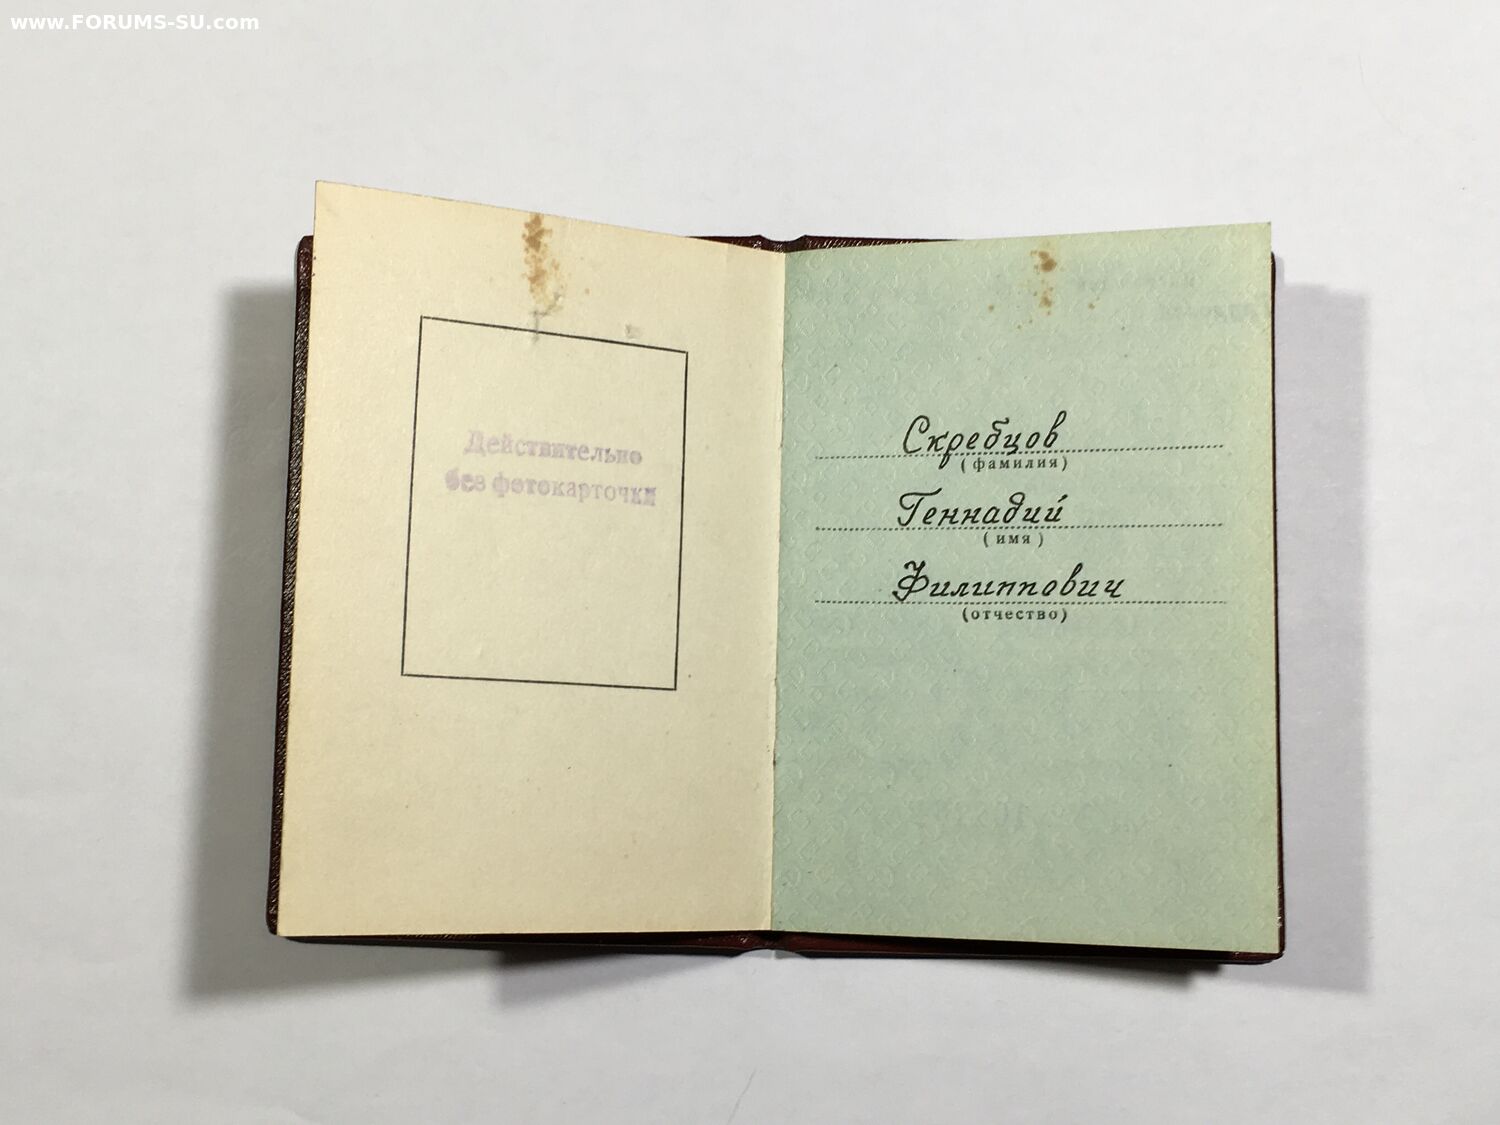 www.FORUMS-SU.com
Действительно
без фотокарточки
Скребцов
(фамилия)
Геннадий
(имя)
Филиппович
(отчество)